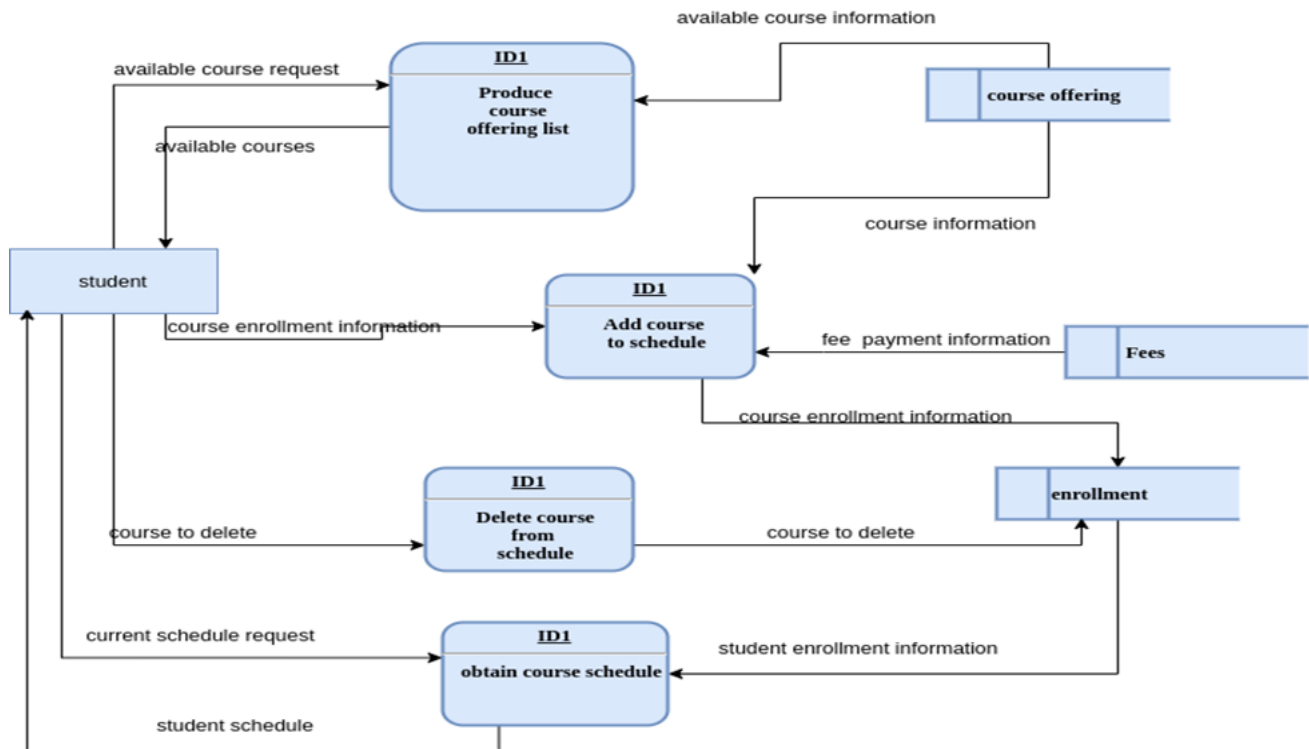 available course information
ID1
available course request
Produce
course
offering list
course offering
available courses
course information
student
ID1
course enrollment information
Add course
to schedule
fee payment information
Fees
course enrollment information
ID1
enrollment
Delete course
from
schedule
course to delete
course to delete
ID1
current schedule request
student enrollment information
obtain course schedule
student schedule